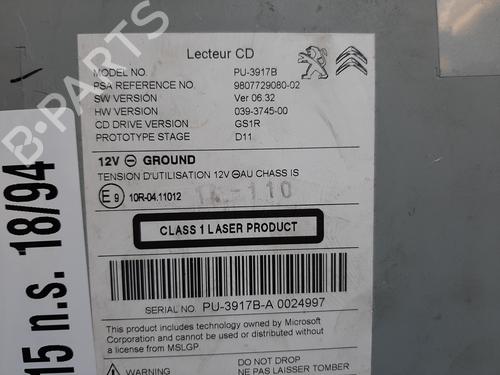 Lecteur CD
MODEL NO. PU-3917B
PSA REFERENCE NO. 9807729080-02
SW VERSION Ver 06.32
HW VERSION 039-3745-00
CD DRIVE VERSION GS1R
PROTOTYPE STAGE D11
12V ⊖ GROUND
TENSION D'UTILISATION 12V ⊖AU CHASS IS
E9 10R-04.11012
CLASS 1 LASER PRODUCT
SERIAL NO. PU-3917B-A 0024997
This product includes technology owned by Microsoft
Corporation and cannot be used or distributed without
a license from MSLGP.
WARNING DO NOT DROP
NE PAS LAISSER TOMBER
15 n.s. 18/94
B-PARTS